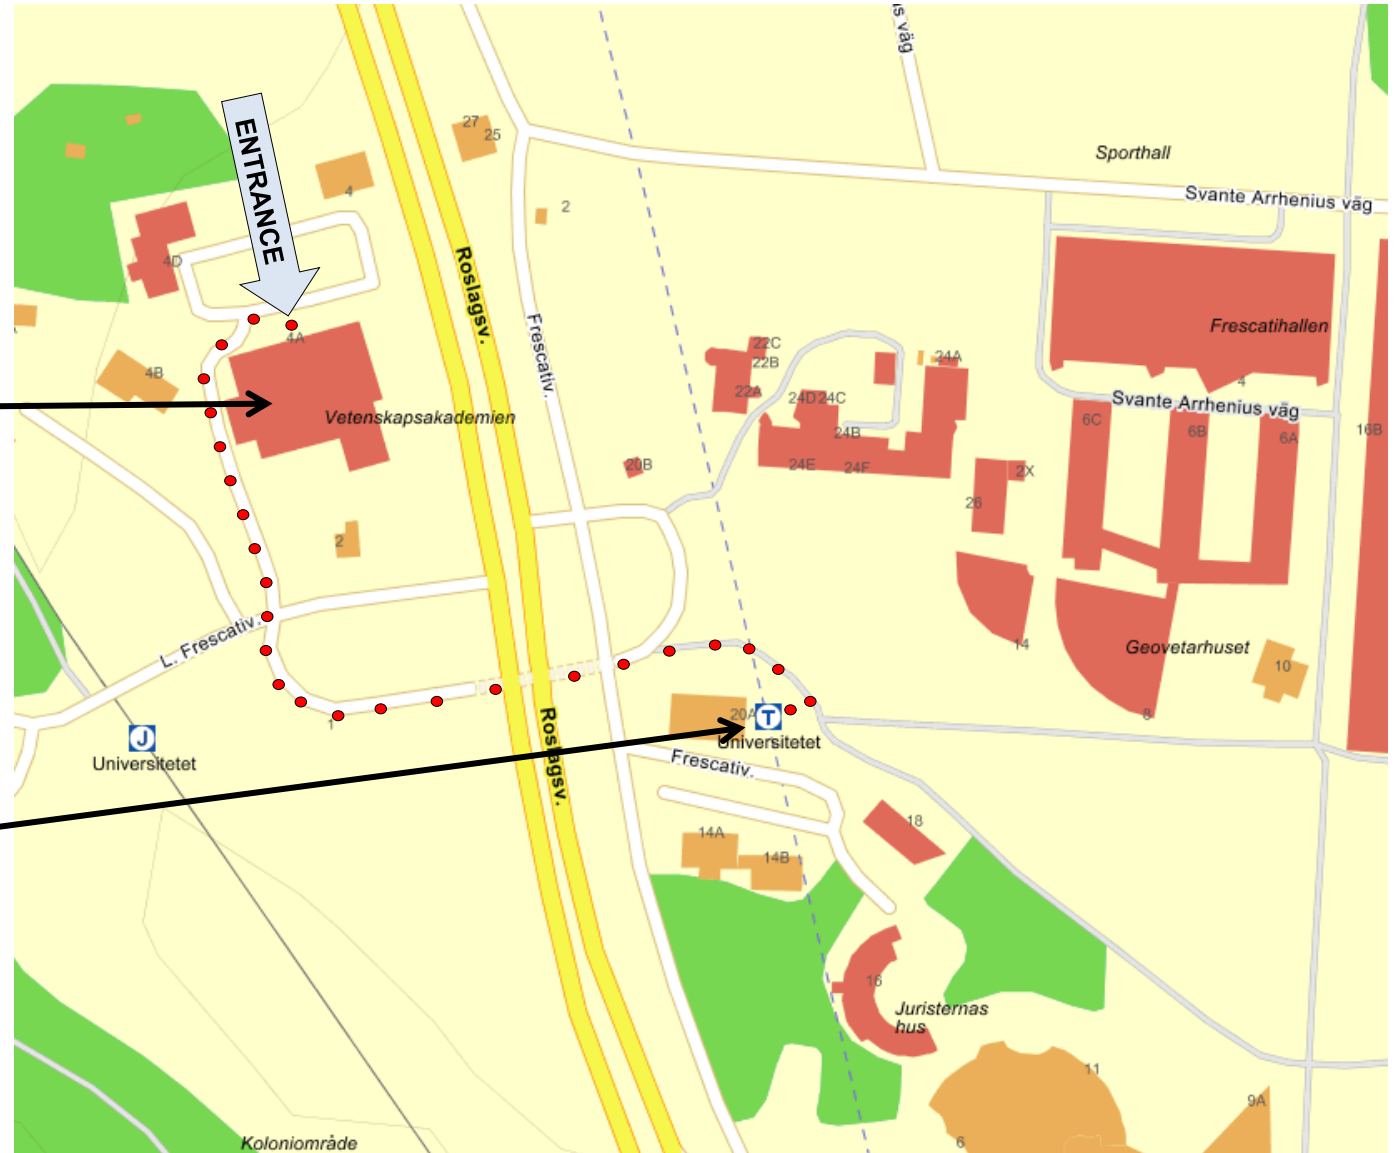 s väg
27
25
Sporthall
ENTRANCE
4
2
Svante Arrhenius väg
4D
Roslagsv.
Frescativ.
Frescatihallen
4A
22C
22B
24A
4B
22A
24D
24C
4
Svante Arrhenius väg
Vetenskapsakademien
6C
6B
6A
16B
24B
20B
24E
24F
2X
26
2
L. Frescativ.
14
Geovetarhuset
10
1
20A
T
8
Roslagsv.
J
Universitetet
Universitetet
Frescativ.
18
14A
14B
16
Juristernas
hus
11
9A
6
Koloniområde